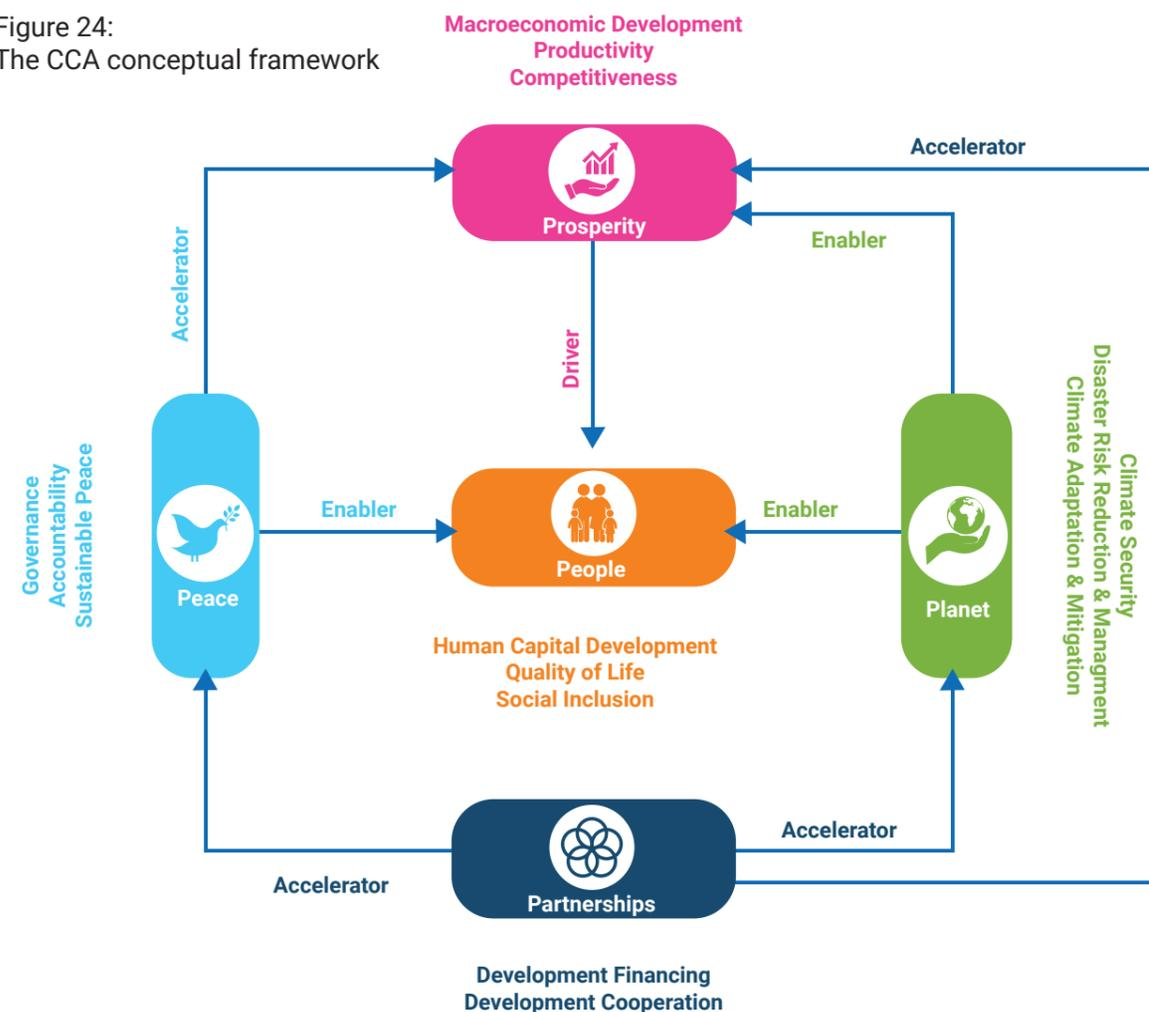 Figure 24:
The CCA conceptual framework
Macroeconomic Development
Productivity
Competitiveness
Prosperity
Accelerator
Enabler
Accelerator
Driver
Governance
Accountability
Sustainable Peace
Peace
Enabler
People
Enabler
Planet
Climate Security
Disaster Risk Reduction & Managment
Climate Adaptation & Mitigation
Human Capital Development
Quality of Life
Social Inclusion
Accelerator
Accelerator
Partnerships
Development Financing
Development Cooperation